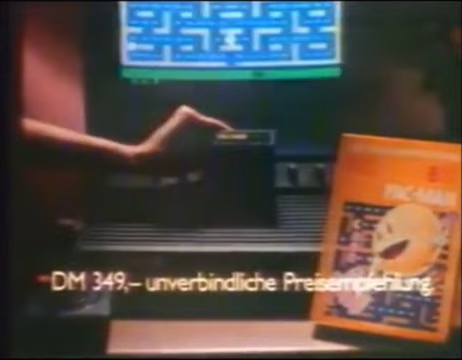 PAC-MAN
DM 349,– unverbindliche Preisempfehlung.